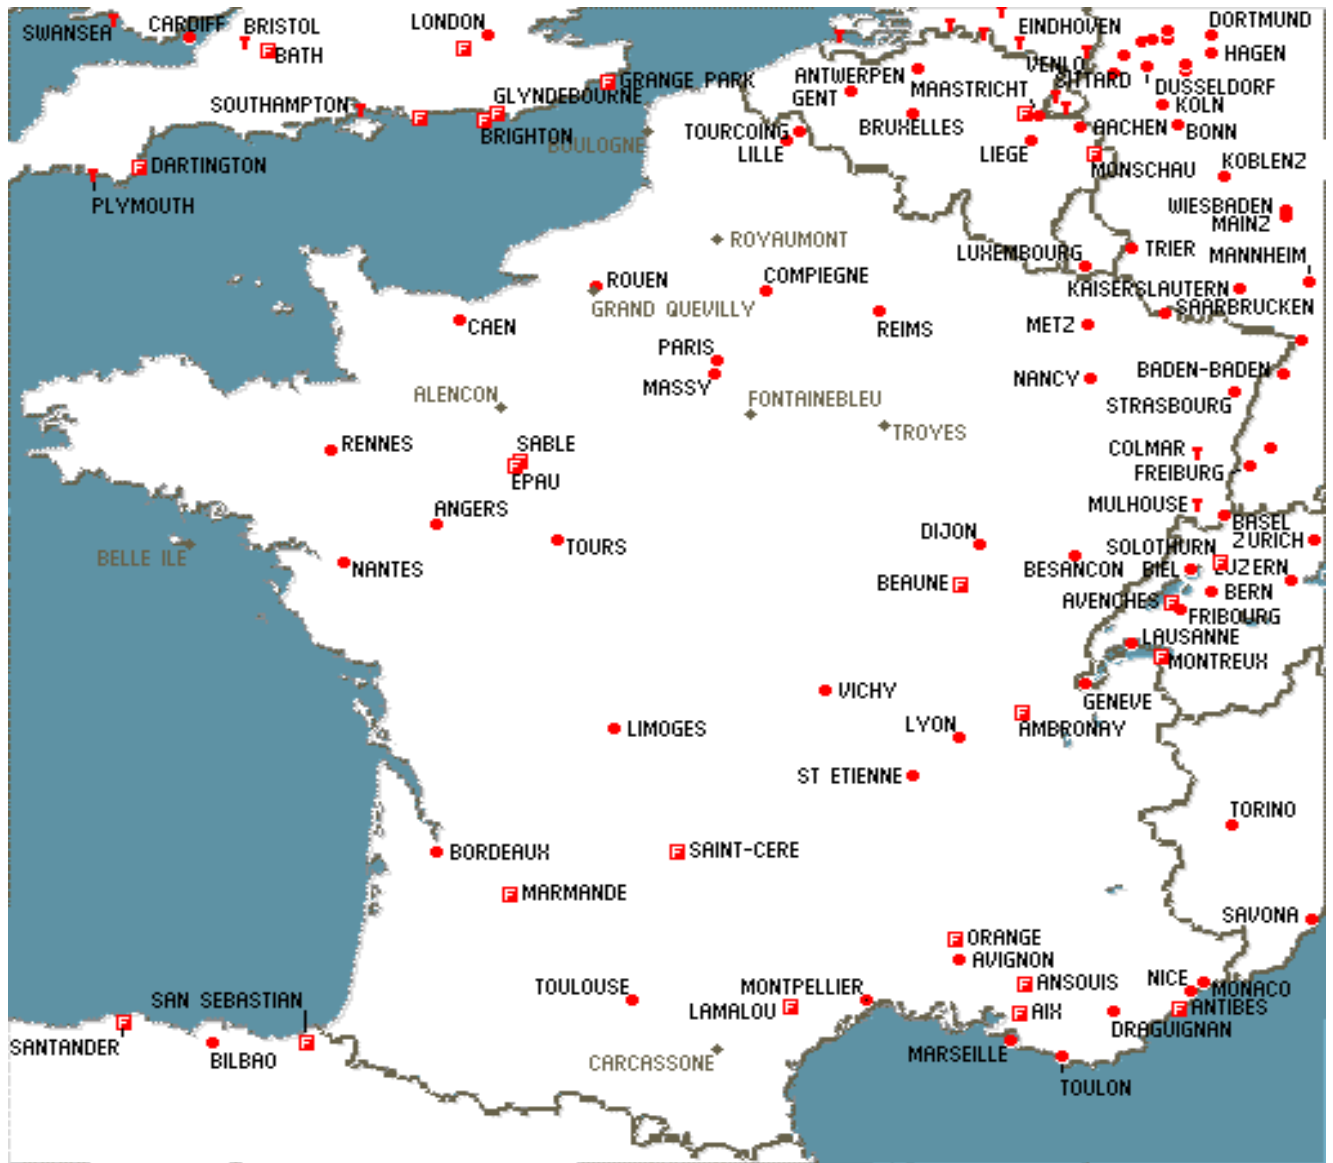 SWANSEA
CARDIFF
BRISTOL
BATH
LONDON
GRANGE PARK
SOUTHAMPTON
GLYNDEBOURNE
BRIGHTON
BOULOGNE
DARTINGTON
PLYMOUTH
EINDHOVEN
DORTMUND
HAGEN
VENLO
SITTARD
DUSSELDORF
ANTWERPEN
MAASTRICHT
GENT
KOLN
BRUXELLES
AACHEN
BONN
TOURCOING
LILLE
LIEGE
MONSCHAU
KOBLENZ
WIESBADEN
MAINZ
ROYAUMONT
LUXEMBOURG
TRIER
MANNHEIM
ROUEN
COMPIEGNE
KAISERSLAUTERN
GRAND QUEVILLY
SAARBRUCKEN
CAEN
REIMS
METZ
PARIS
MASSY
NANCY
BADEN-BADEN
ALENCON
FONTAINEBLEU
STRASBOURG
TROYES
RENNES
SABLE
EPAU
COLMAR
FREIBURG
ANGERS
MULHOUSE
BASEL
TOURS
DIJON
SOLOTHURN
ZURICH
BELLE ILE
NANTES
BESANCON
BIEL
LUZERN
BEAUNE
AVENCHES
BERN
FRIBOURG
LAUSANNE
MONTREUX
VICHY
GENEVE
LIMOGES
LYON
AMBRONAY
ST ETIENNE
TORINO
BORDEAUX
SAINT-CERE
MARMANDE
SAVONA
ORANGE
AVIGNON
TOULOUSE
MONTPELLIER
ANSOUIS
NICE
MONACO
SAN SEBASTIAN
LAMALOU
AIX
ANTIBES
DRAGUIGNAN
SANTANDER
BILBAO
CARCASSONE
MARSEILLE
TOULON